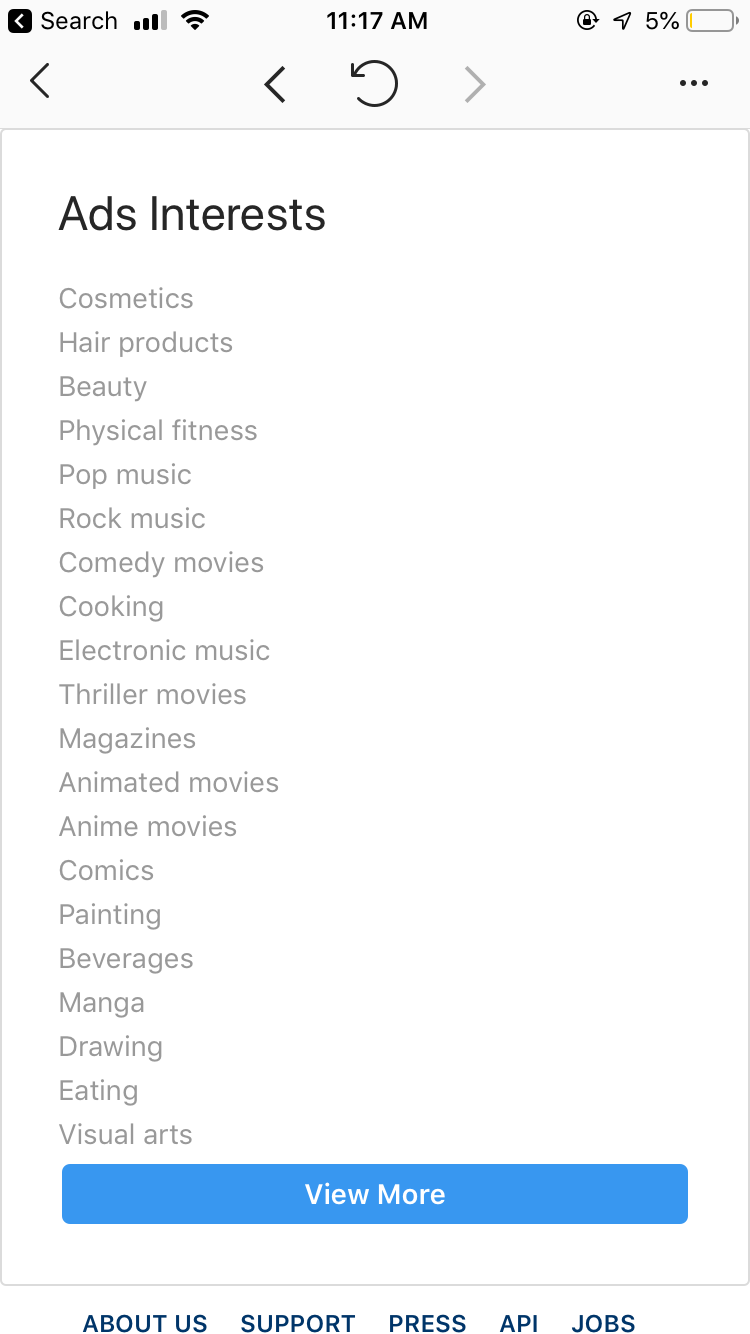 Search 11:17 AM 5%
Ads Interests
Cosmetics
Hair products
Beauty
Physical fitness
Pop music
Rock music
Comedy movies
Cooking
Electronic music
Thriller movies
Magazines
Animated movies
Anime movies
Comics
Painting
Beverages
Manga
Drawing
Eating
Visual arts
View More
ABOUT US SUPPORT PRESS API JOBS